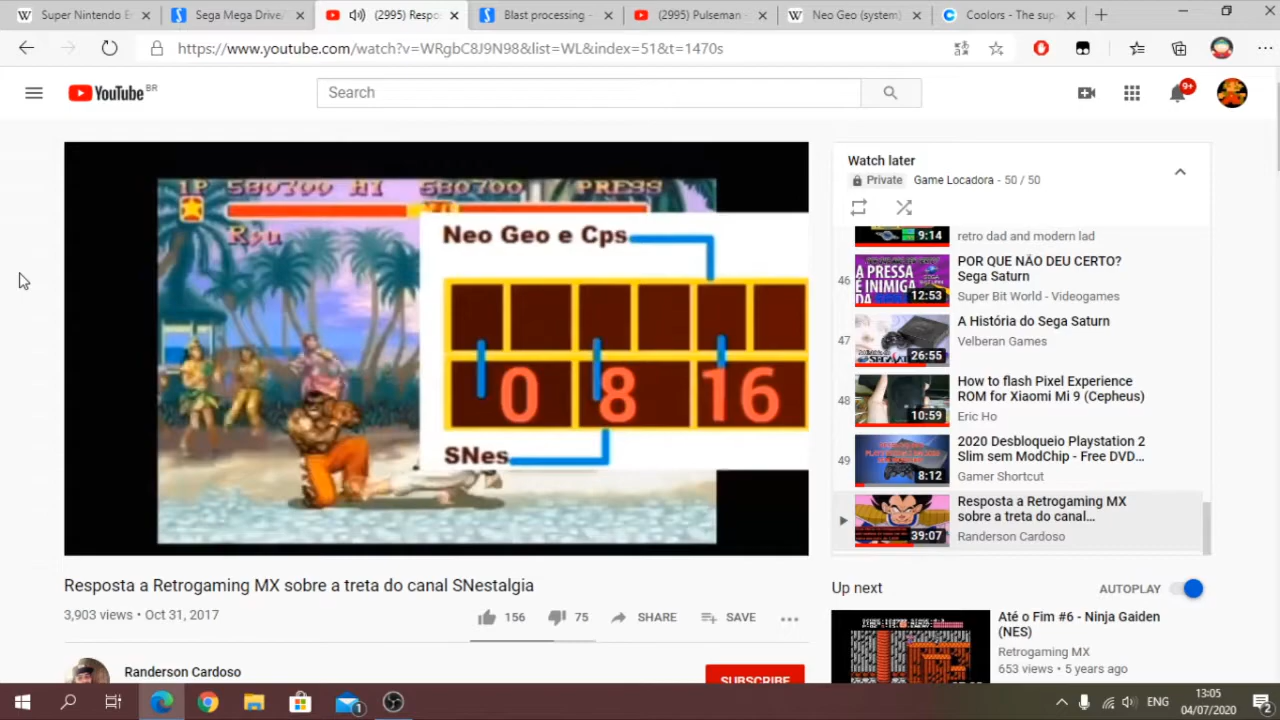 Super Nintendo E
Sega Mega Drive/
(2995) Respo
Blast processing -
(2995) Pulseman -
Neo Geo (system)
Coolors - The sup
https://www.youtube.com/watch?v=WRgbC8J9N98&list=WL&index=51&t=1470s
YouTube BR
Search
9+
1P 580700 HI 580700 PRESS
Ryu
Neo Geo e Cps
0 8 16
SNes
Watch later
Private Game Locadora - 50 / 50
9:14
retro dad and modern lad
46
A PRESSA
É INIMIGA
DA
12:53
POR QUE NÃO DEU CERTO?
Sega Saturn
Super Bit World - Videogames
47
26:55
A História do Sega Saturn
Velberan Games
48
10:59
How to flash Pixel Experience
ROM for Xiaomi Mi 9 (Cepheus)
Eric Ho
49
8:12
2020 Desbloqueio Playstation 2
Slim sem ModChip - Free DVD...
Gamer Shortcut
39:07
Resposta a Retrogaming MX
sobre a treta do canal...
Randerson Cardoso
Resposta a Retrogaming MX sobre a treta do canal SNestalgia
3,903 views • Oct 31, 2017
156
75
SHARE
SAVE
Randerson Cardoso
SUBSCRIBE
Up next
AUTOPLAY
Até o Fim #6 - Ninja Gaiden
(NES)
Retrogaming MX
653 views • 5 years ago
1
ENG
13:05
04/07/2020
2